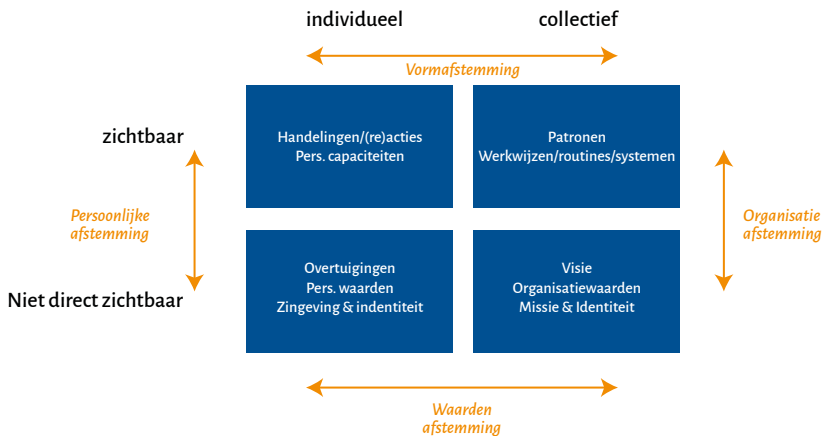 individueel
collectief
Vormafstemming
zichtbaar
Handelingen/(re)acties
Pers. capaciteiten
Patronen
Werkwijzen/routines/systemen
Persoonlijke
afstemming
Organisatie
afstemming
Niet direct zichtbaar
Overtuigingen
Pers. waarden
Zingeving & indentiteit
Visie
Organisatiewaarden
Missie & Identiteit
Waarden
afstemming